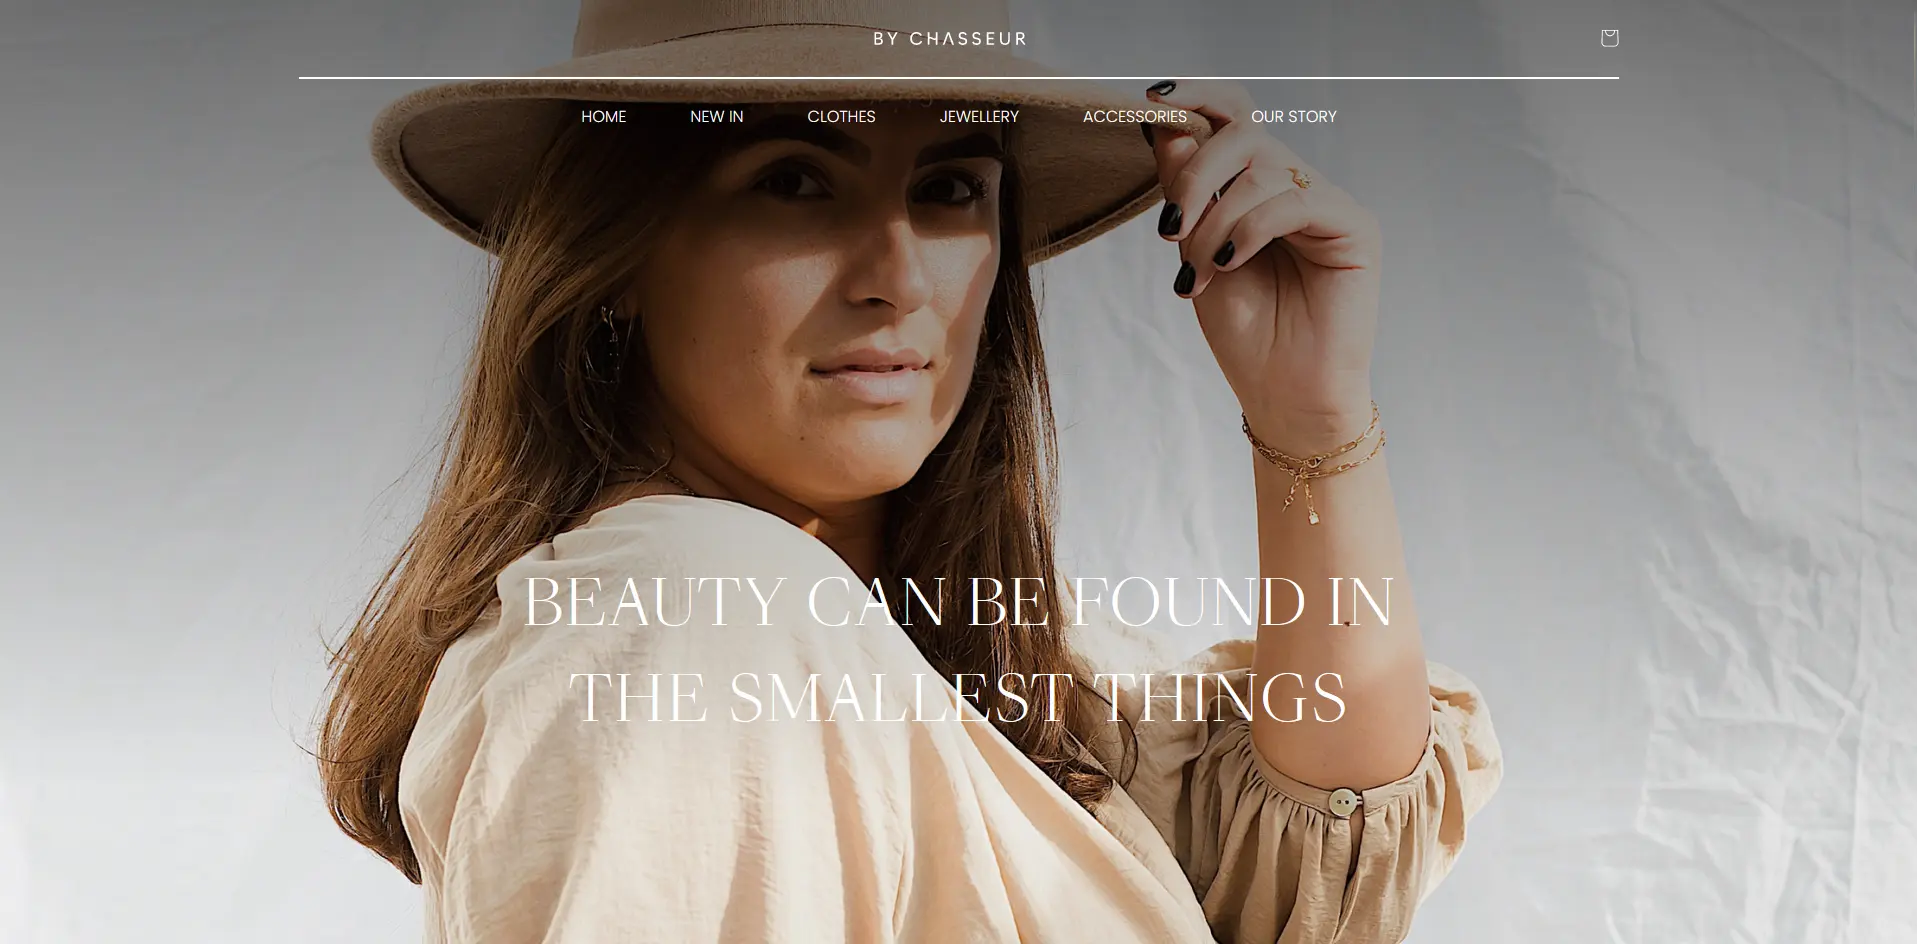 BY CHASSEUR
HOME NEW IN CLOTHES JEWELLERY ACCESSORIES OUR STORY
BEAUTY CAN BE FOUND IN
THE SMALLEST THINGS